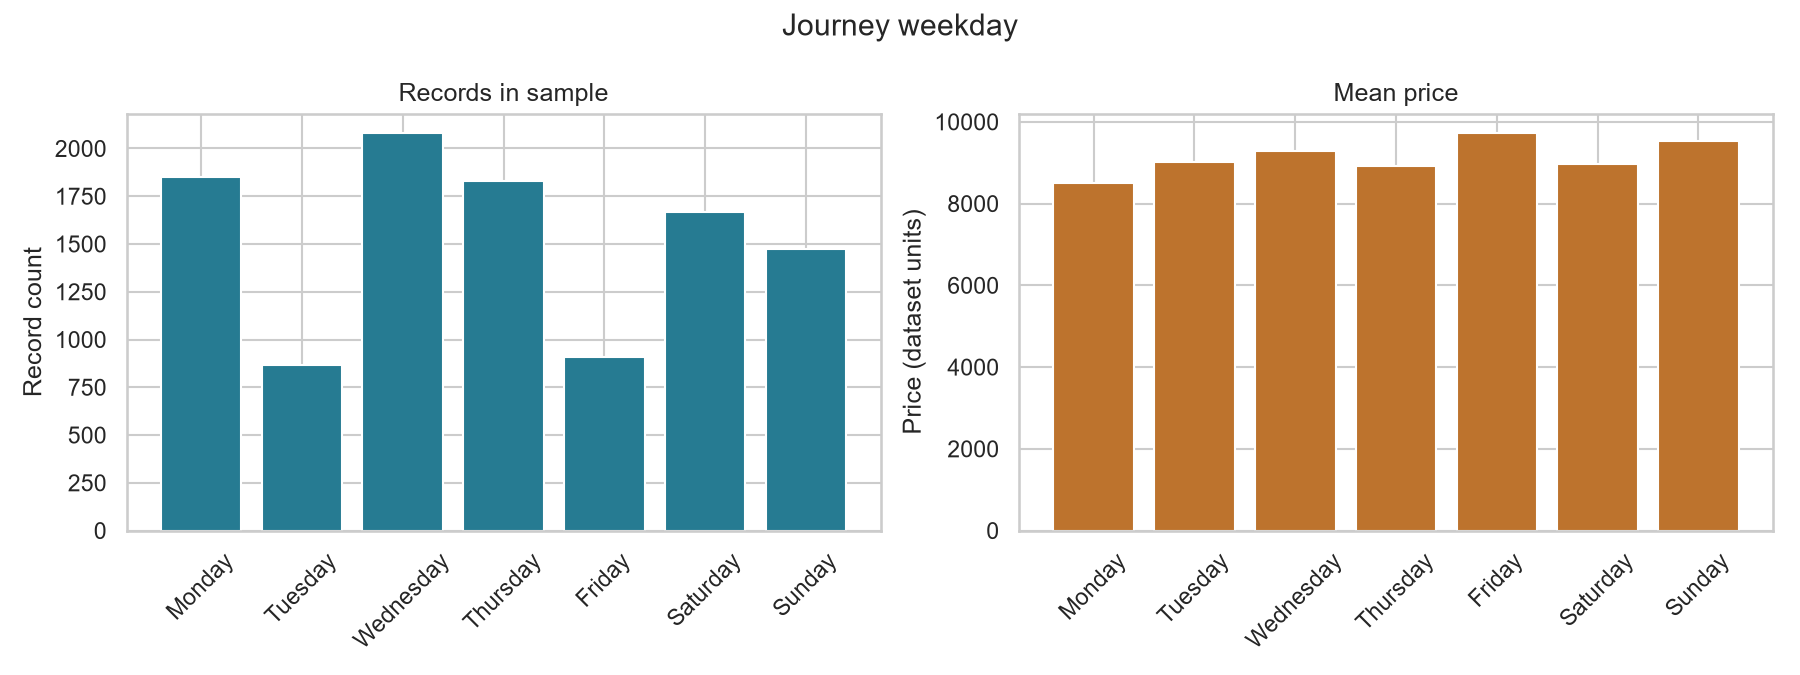 Journey weekday
Records in sample
Record count
2000
1750
1500
1250
1000
750
500
250
0
Monday
Tuesday
Wednesday
Thursday
Friday
Saturday
Sunday
Mean price
Price (dataset units)
10000
8000
6000
4000
2000
0
Monday
Tuesday
Wednesday
Thursday
Friday
Saturday
Sunday